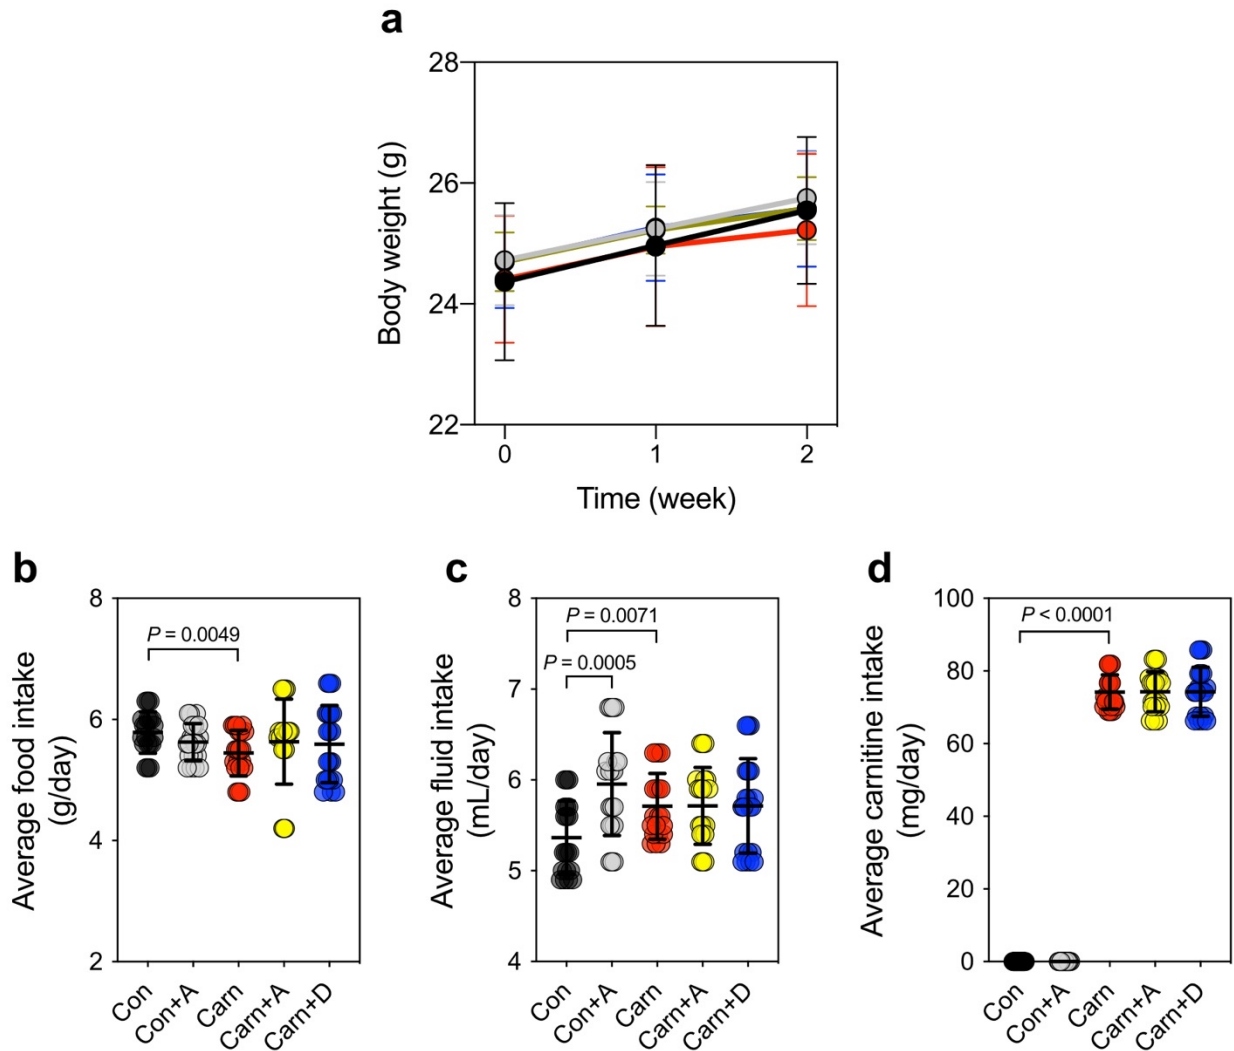 a
28
26
24
22
Body weight (g)
0 1 2
Time (week)
b
8
6
4
2
Average food intake
(g/day)
P = 0.0049
Con Con+A Carn Carn+A Carn+D
c
8
7
6
5
4
Average fluid intake
(mL/day)
P = 0.0071
P = 0.0005
Con Con+A Carn Carn+A Carn+D
d
100
80
60
40
20
0
Average carnitine intake
(mg/day)
P < 0.0001
Con Con+A Carn Carn+A Carn+D